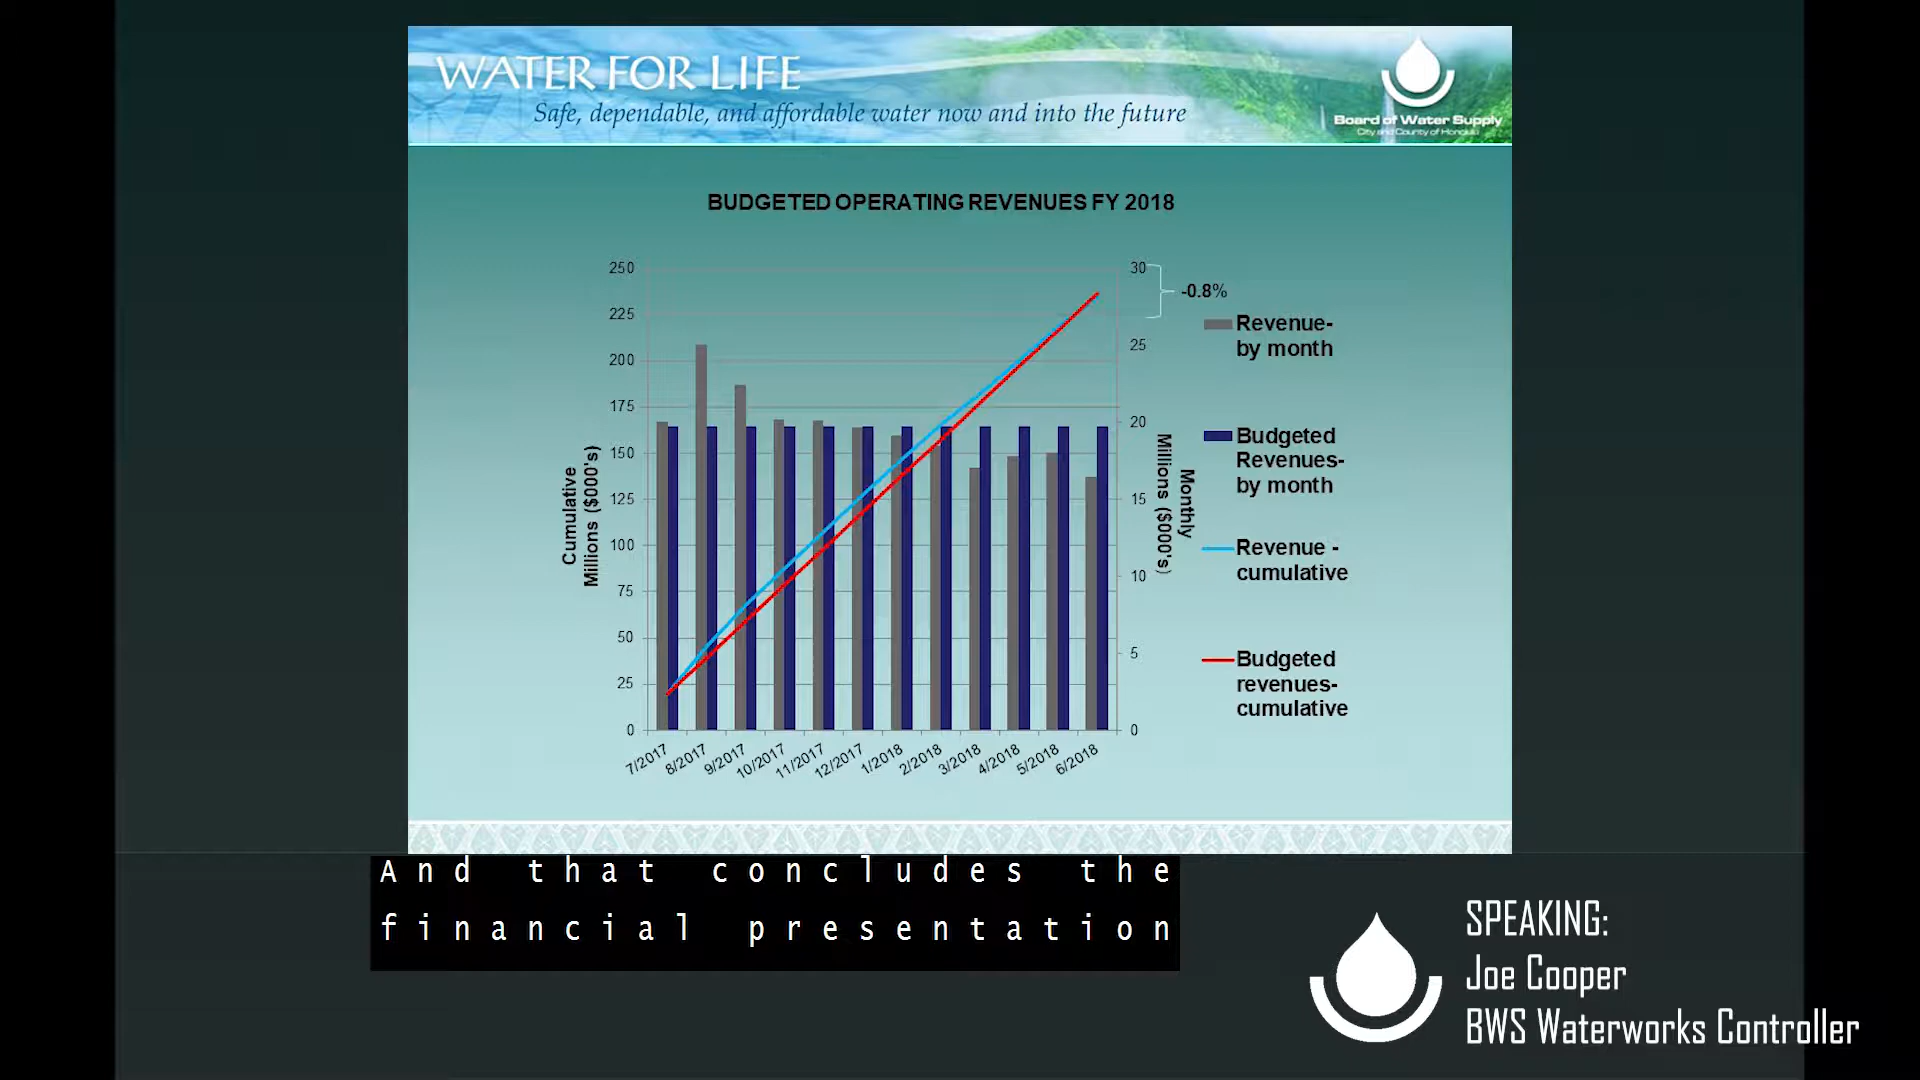 WATER FOR LIFE
Safe, dependable, and affordable water now and into the future
Board of Water Supply
City and County of Honolulu
BUDGETED OPERATING REVENUES FY 2018
250
225
200
175
150
125
100
75
50
25
0
Cumulative
Millions ($000's)
30
25
20
15
10
5
0
Monthly
Millions ($000's)
-0.8%
7/2017
8/2017
9/2017
10/2017
11/2017
12/2017
1/2018
2/2018
3/2018
4/2018
5/2018
6/2018
Revenue-
by month
Budgeted
Revenues-
by month
Revenue -
cumulative
Budgeted
revenues-
cumulative
And that concludes the
financial presentation
SPEAKING:
Joe Cooper
BWS Waterworks Controller